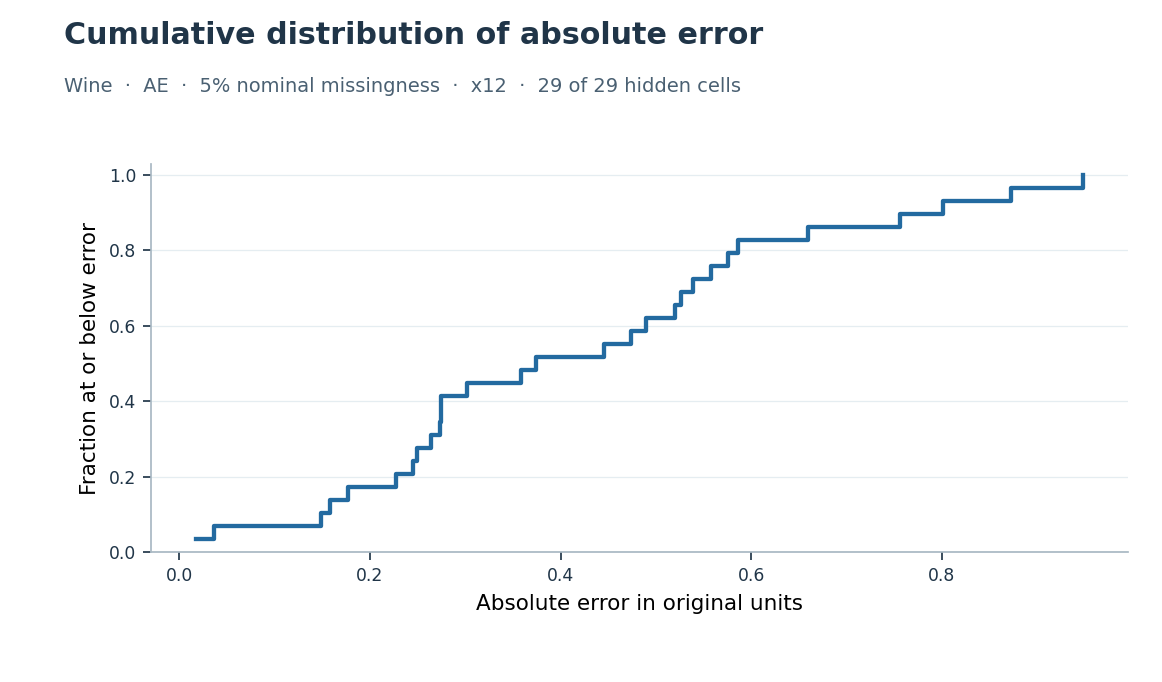 Cumulative distribution of absolute error
Wine · AE · 5% nominal missingness · x12 · 29 of 29 hidden cells
Fraction at or below error
1.0
0.8
0.6
0.4
0.2
0.0
0.0 0.2 0.4 0.6 0.8
Absolute error in original units